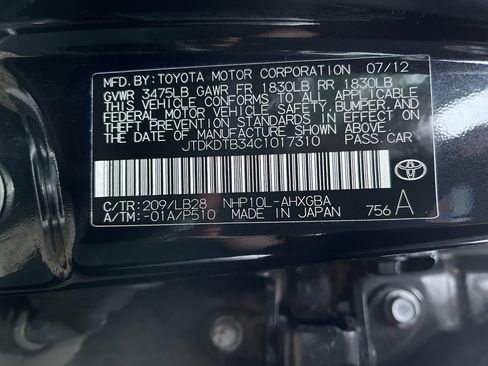 MFD. BY: TOYOTA MOTOR CORPORATION 07/12
GVWR 3475LB GAWR FR 1830LB RR 1830LB
THIS VEHICLE CONFORMS TO ALL APPLICABLE
FEDERAL MOTOR VEHICLE SAFETY, BUMPER, AND
THEFT PREVENTION STANDARDS IN EFFECT ON
THE DATE OF MANUFACTURE SHOWN ABOVE.
JTDKDTB34C1017310 PASS. CAR
C/TR: 209/LB28 NHP10L-AHXGBA
A/TM: -01A/P510 MADE IN JAPAN 756 A